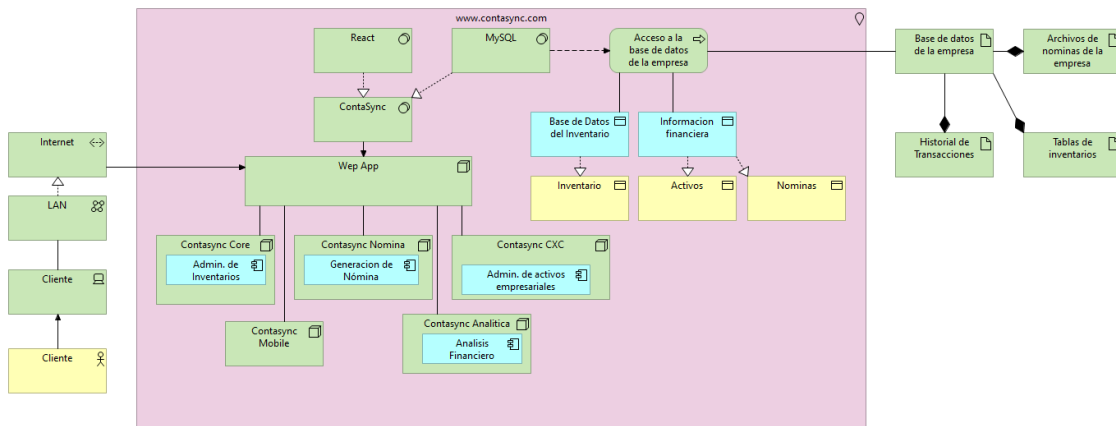 www.contasync.com
React
MySQL
Acceso a la
base de datos
de la empresa
Base de datos
de la empresa
Archivos de
nominas de la
empresa
ContaSync
Base de Datos
del Inventario
Informacion
financiera
Internet
Historial de
Transacciones
Tablas de
inventarios
Wep App
Inventario
Activos
Nominas
LAN
Contasync Core
Admin. de
Inventarios
Contasync Nomina
Generacion de
Nómina
Contasync CXC
Admin. de activos
empresariales
Cliente
Contasync
Mobile
Contasync Analitica
Analisis
Financiero
Cliente